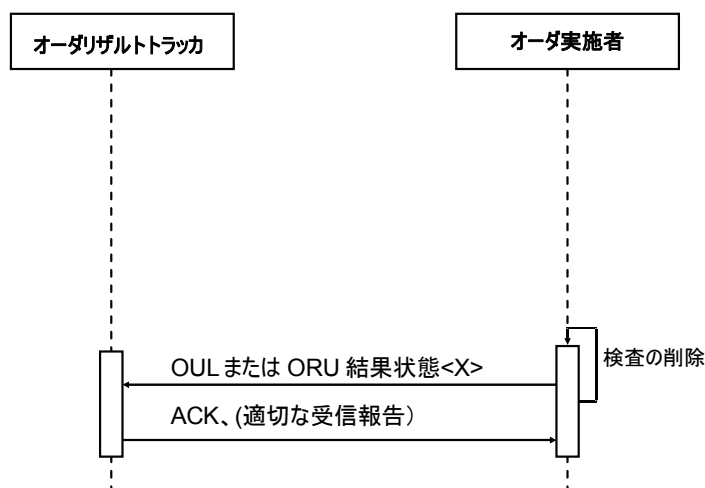 オーダリザルトトラッカ
オーダ実施者
検査の削除
OUL または ORU 結果状態<X>
ACK、(適切な受信報告）